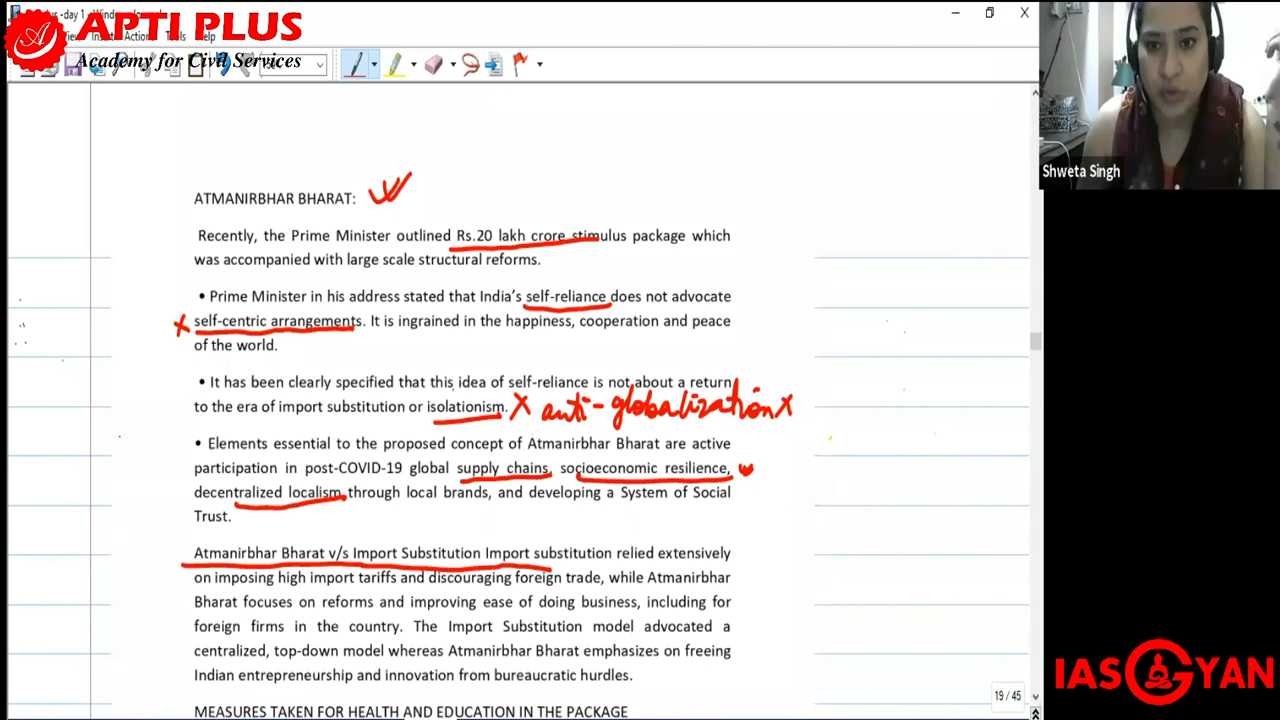 -day 1 - Wind
APTI PLUS
Actions Tools Help
Academy for Civil Services
Shweta Singh
ATMANIRBHAR BHARAT:
Recently, the Prime Minister outlined Rs.20 lakh crore stimulus package which
was accompanied with large scale structural reforms.
• Prime Minister in his address stated that India's self-reliance does not advocate
x self-centric arrangements. It is ingrained in the happiness, cooperation and peace
of the world.
• It has been clearly specified that this idea of self-reliance is not about a return
to the era of import substitution or isolationism. x anti-globalization x
• Elements essential to the proposed concept of Atmanirbhar Bharat are active
participation in post-COVID-19 global supply chains, socioeconomic resilience,
decentralized localism through local brands, and developing a System of Social
Trust.
Atmanirbhar Bharat v/s Import Substitution Import substitution relied extensively
on imposing high import tariffs and discouraging foreign trade, while Atmanirbhar
Bharat focuses on reforms and improving ease of doing business, including for
foreign firms in the country. The Import Substitution model advocated a
centralized, top-down model whereas Atmanirbhar Bharat emphasizes on freeing
Indian entrepreneurship and innovation from bureaucratic hurdles.
MEASURES TAKEN FOR HEALTH AND EDUCATION IN THE PACKAGE
19 / 45
IAS GYAN